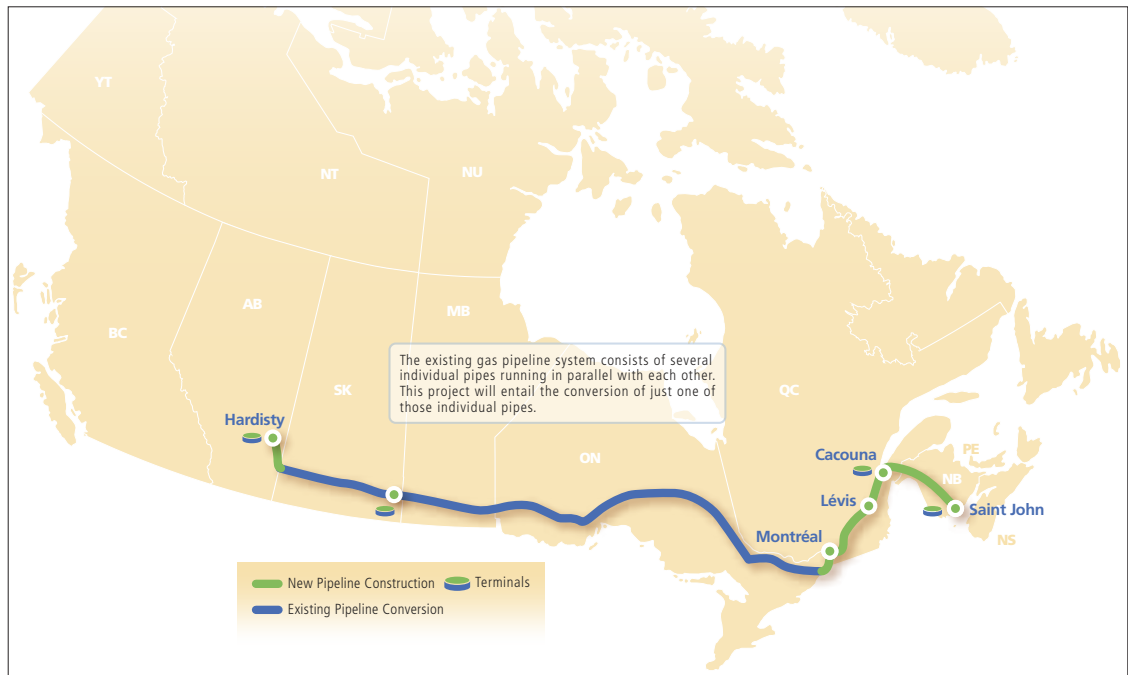 YT
NT
NU
BC
AB
SK
MB
The existing gas pipeline system consists of several
individual pipes running in parallel with each other.
This project will entail the conversion of just one of
those individual pipes.
QC
ON
Hardisty
Cacouna
PE
NB
Lévis
Saint John
Montréal
NS
New Pipeline Construction
Terminals
Existing Pipeline Conversion